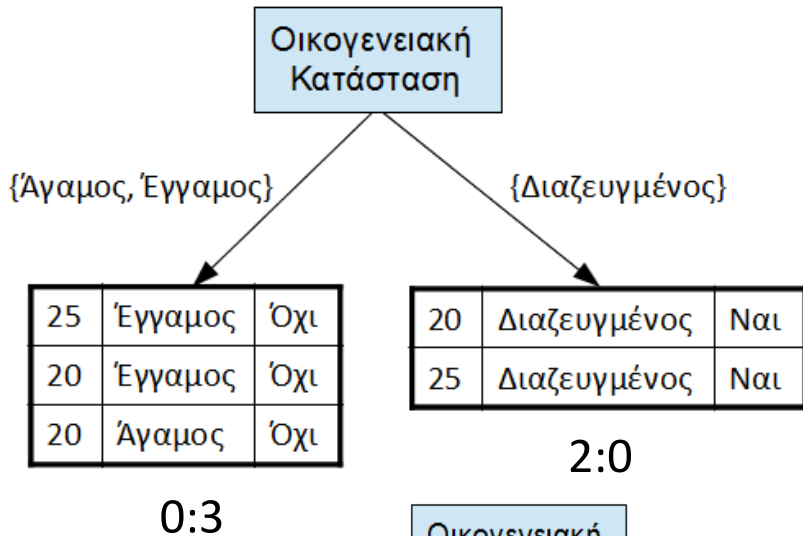 Οικογενειακή
Κατάσταση
{Άγαμος, Έγγαμος}
{Διαζευγμένος}
25 Έγγαμος Όχι
20 Έγγαμος Όχι
20 Άγαμος Όχι
0:3
20 Διαζευγμένος Ναι
25 Διαζευγμένος Ναι
2:0
Οικογενειακή